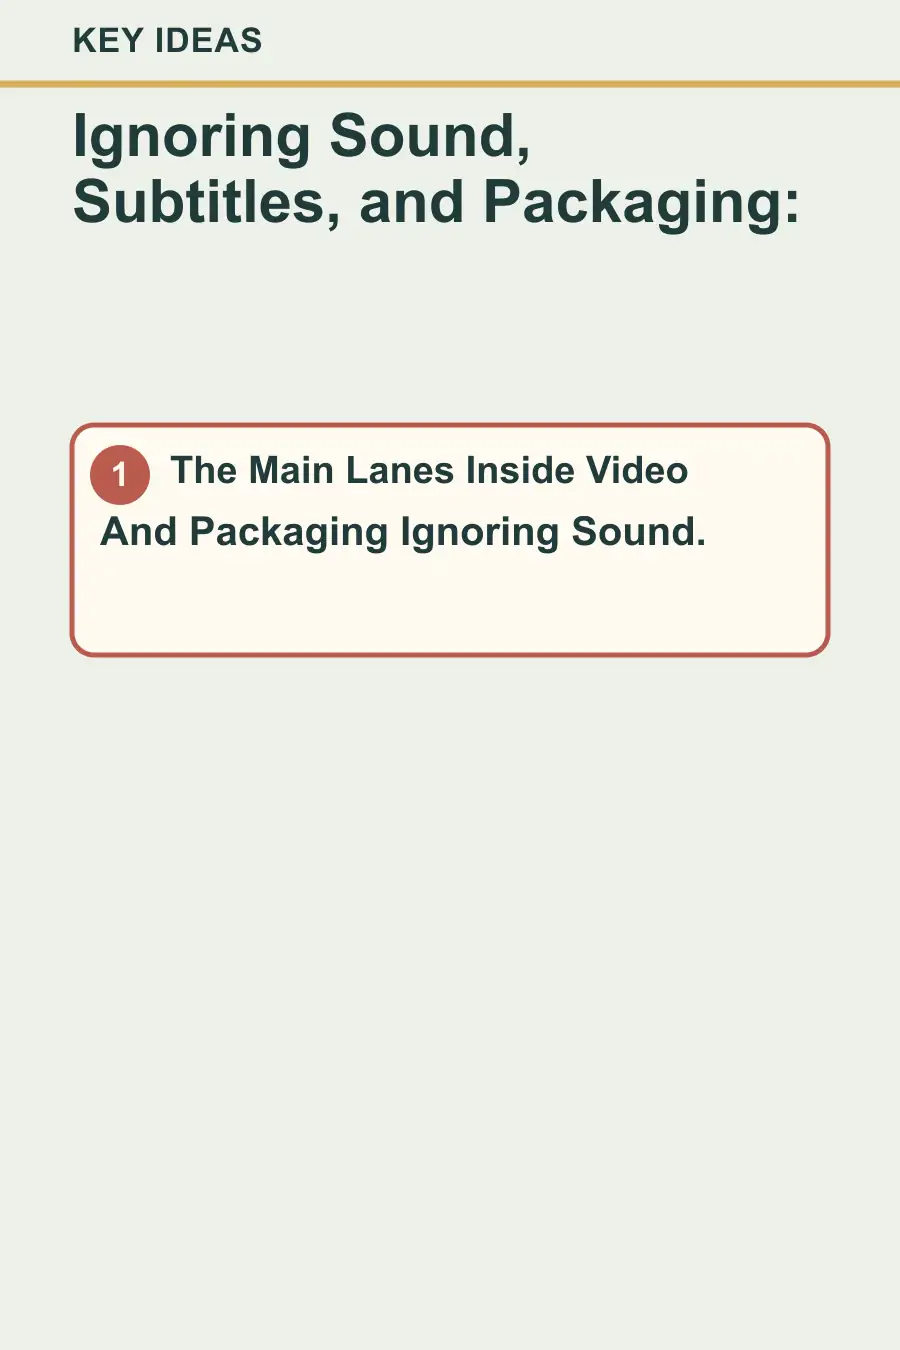 KEY IDEAS
Ignoring Sound,
Subtitles, and Packaging:
1 The Main Lanes Inside Video
And Packaging Ignoring Sound.